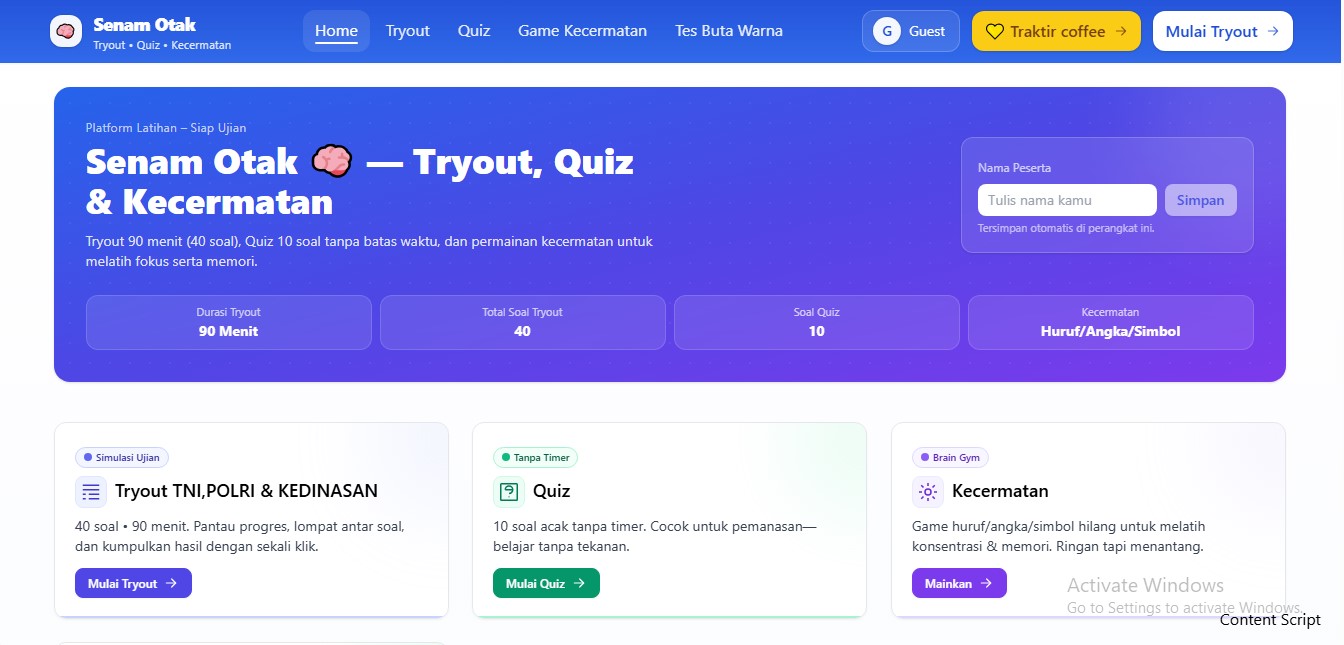 Senam Otak
Tryout • Quiz • Kecermatan
Home
Tryout
Quiz
Game Kecermatan
Tes Buta Warna
G
Guest
Traktir coffee →
Mulai Tryout →
Platform Latihan – Siap Ujian
Senam Otak 🧠 — Tryout, Quiz
& Kecermatan
Tryout 90 menit (40 soal), Quiz 10 soal tanpa batas waktu, dan permainan kecermatan untuk
melatih fokus serta memori.
Nama Peserta
Tulis nama kamu
Simpan
Tersimpan otomatis di perangkat ini.
Durasi Tryout
90 Menit
Total Soal Tryout
40
Soal Quiz
10
Kecermatan
Huruf/Angka/Simbol
Simulasi Ujian
Tryout TNI,POLRI & KEDINASAN
40 soal • 90 menit. Pantau progres, lompat antar soal,
dan kumpulkan hasil dengan sekali klik.
Mulai Tryout →
Tanpa Timer
Quiz
10 soal acak tanpa timer. Cocok untuk pemanasan—
belajar tanpa tekanan.
Mulai Quiz →
Brain Gym
Kecermatan
Game huruf/angka/simbol hilang untuk melatih
konsentrasi & memori. Ringan tapi menantang.
Mainkan →
Activate Windows
Go to Settings to activate Windows.
Content Script